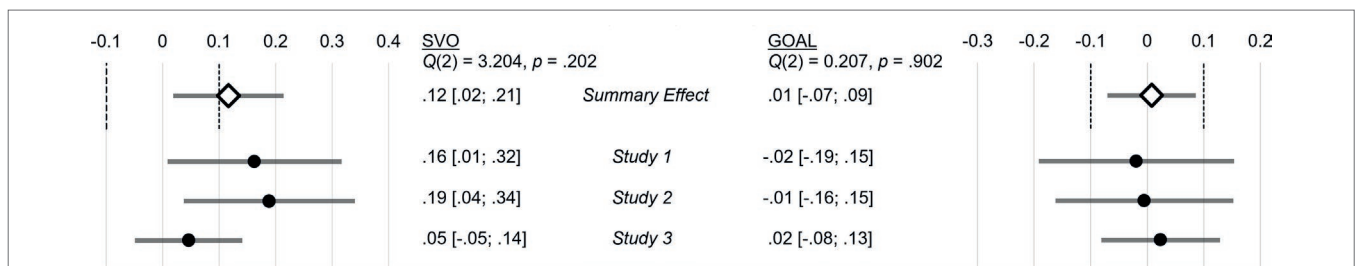 -0.1 0 0.1 0.2 0.3 0.4 SVO GOAL -0.3 -0.2 -0.1 0 0.1 0.2
Q(2) = 3.204, p = .202 Q(2) = 0.207, p = .902
.12 [.02; .21] Summary Effect .01 [-.07; .09]
.16 [.01; .32] Study 1 -.02 [-.19; .15]
.19 [.04; .34] Study 2 -.01 [-.16; .15]
.05 [-.05; .14] Study 3 .02 [-.08; .13]